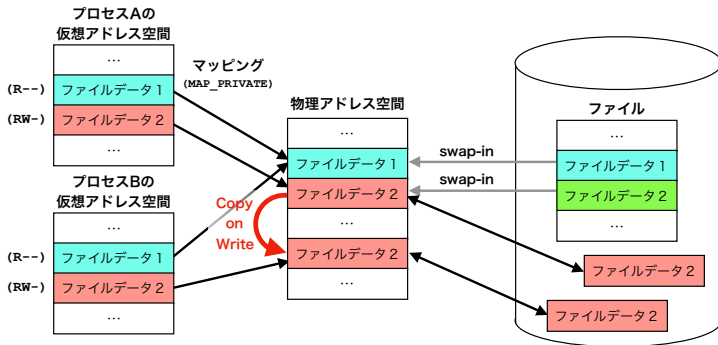 プロセスAの
仮想アドレス空間
…
(R--) ファイルデータ1
(RW-) ファイルデータ2
…
プロセスBの
仮想アドレス空間
…
(R--) ファイルデータ1
(RW-) ファイルデータ2
…
マッピング
(MAP_PRIVATE)
物理アドレス空間
…
ファイルデータ1
ファイルデータ2
…
ファイルデータ2
…
Copy
on
Write
swap-in
swap-in
ファイル
…
ファイルデータ1
ファイルデータ2
…
ファイルデータ2
ファイルデータ2